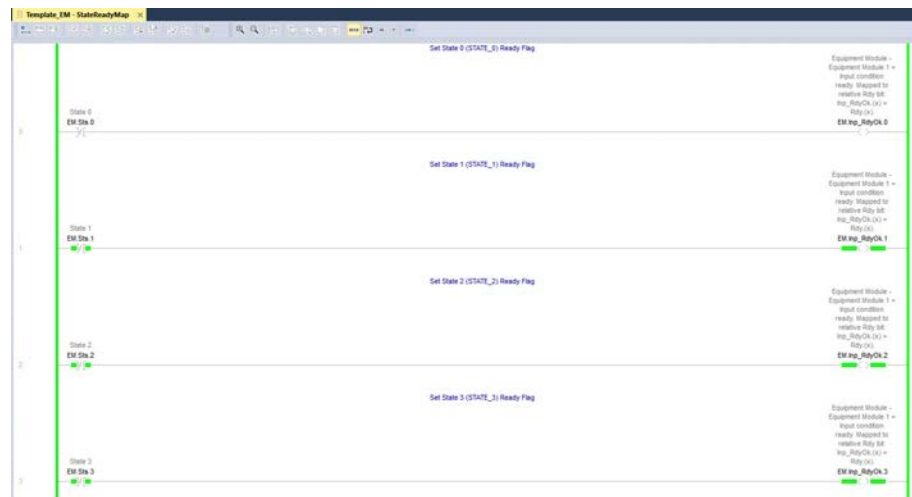 Template_EM - StateReadyMap ×
Set State 0 (STATE_0) Ready Flag
Equipment Module -
Equipment Module 1 =
Input condition
ready. Mapped to
relative Rdy bit:
Inp_RdyOk.(x) =
Rdy.(x).
State 0
EM.Sts.0
EM.Inp_RdyOk.0
0
Set State 1 (STATE_1) Ready Flag
Equipment Module -
Equipment Module 1 =
Input condition
ready. Mapped to
relative Rdy bit:
Inp_RdyOk.(x) =
Rdy.(x).
State 1
EM.Sts.1
EM.Inp_RdyOk.1
1
Set State 2 (STATE_2) Ready Flag
Equipment Module -
Equipment Module 1 =
Input condition
ready. Mapped to
relative Rdy bit:
Inp_RdyOk.(x) =
Rdy.(x).
State 2
EM.Sts.2
EM.Inp_RdyOk.2
2
Set State 3 (STATE_3) Ready Flag
Equipment Module -
Equipment Module 1 =
Input condition
ready. Mapped to
relative Rdy bit:
Inp_RdyOk.(x) =
Rdy.(x).
State 3
EM.Sts.3
EM.Inp_RdyOk.3
3